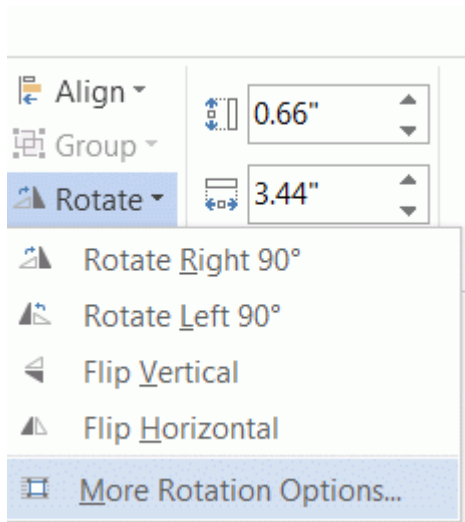 Align
0.66"
Group
Rotate
3.44"
Rotate Right 90°
Rotate Left 90°
Flip Vertical
Flip Horizontal
More Rotation Options...